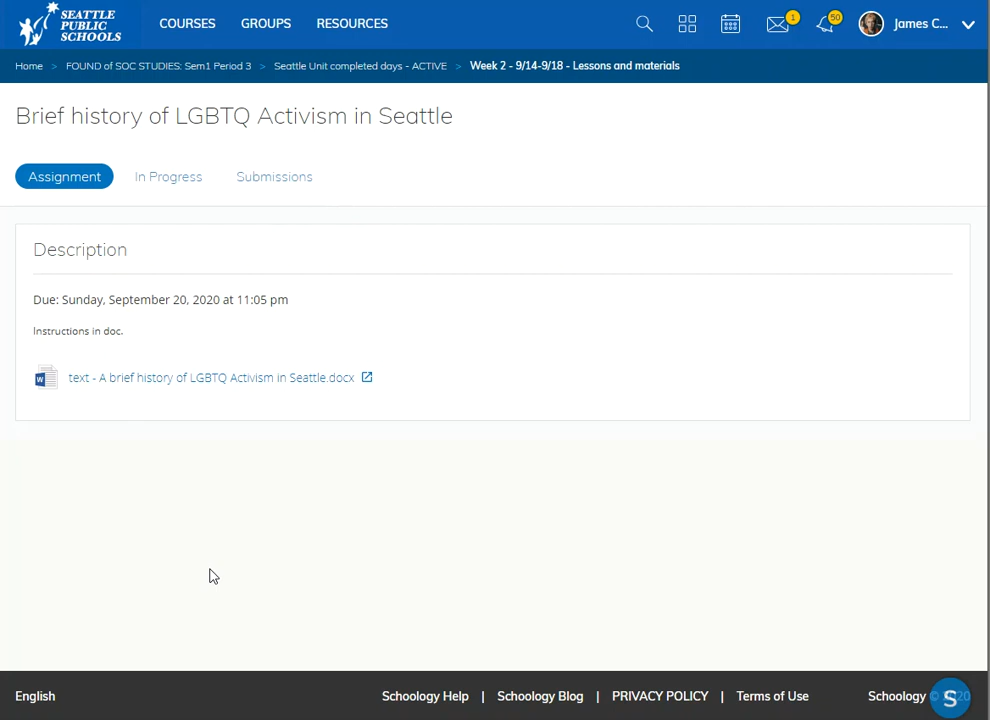 SEATTLE
PUBLIC
SCHOOLS
COURSES GROUPS RESOURCES 1 50 James C...
Home > FOUND of SOC STUDIES: Sem1 Period 3 > Seattle Unit completed days - ACTIVE > Week 2 - 9/14-9/18 - Lessons and materials
Brief history of LGBTQ Activism in Seattle
Assignment In Progress Submissions
Description
Due: Sunday, September 20, 2020 at 11:05 pm
Instructions in doc.
W text - A brief history of LGBTQ Activism in Seattle.docx
English Schoology Help | Schoology Blog | PRIVACY POLICY | Terms of Use Schoology © S